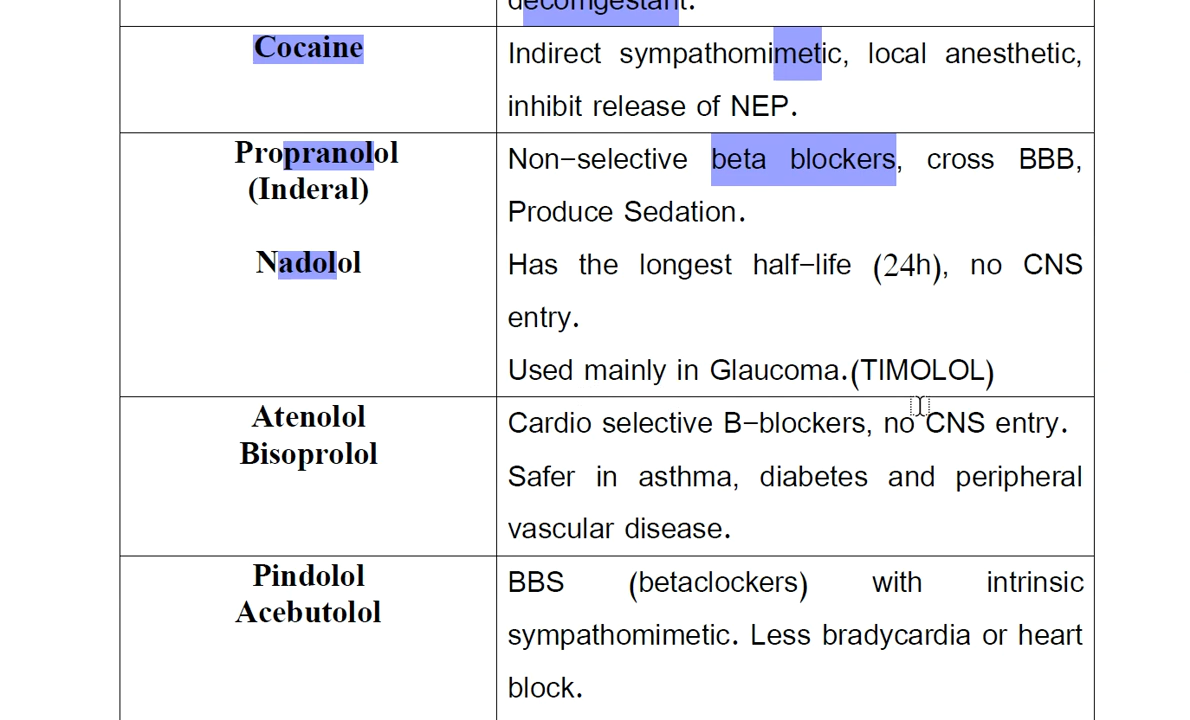 decomgestant.
Cocaine
Indirect sympathomimetic, local anesthetic,
inhibit release of NEP.
Propranolol
(Inderal)
Nadolol
Non-selective beta blockers, cross BBB,
Produce Sedation.
Has the longest half-life (24h), no CNS
entry.
Used mainly in Glaucoma.(TIMOLOL)
Atenolol
Bisoprolol
Cardio selective B-blockers, no CNS entry.
Safer in asthma, diabetes and peripheral
vascular disease.
Pindolol
Acebutolol
BBS (betaclockers) with intrinsic
sympathomimetic. Less bradycardia or heart
block.